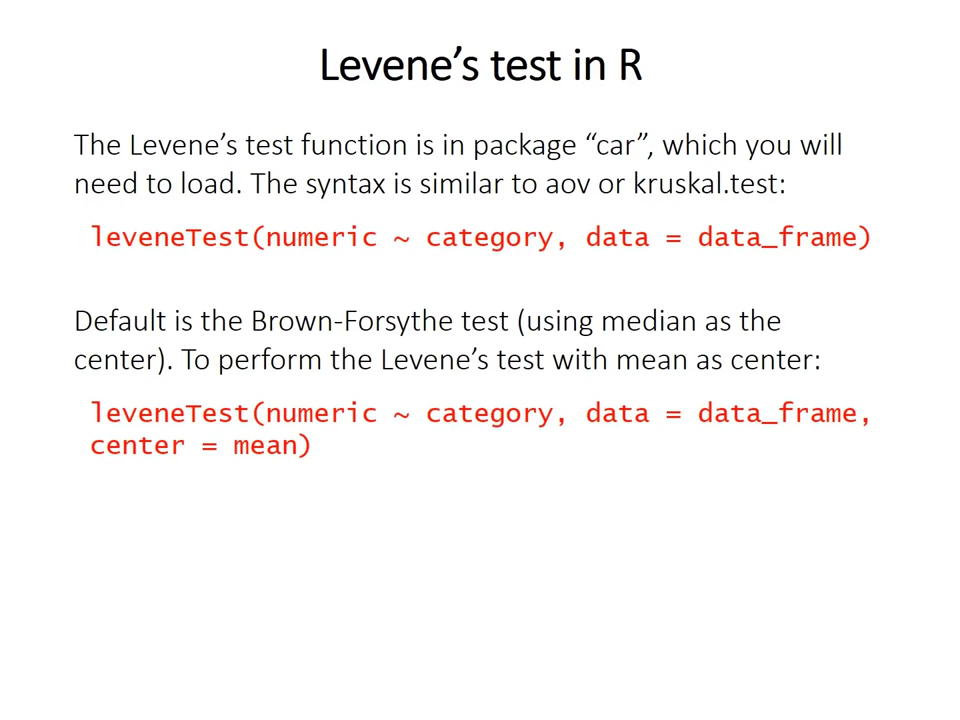 Levene’s test in R
The Levene’s test function is in package “car”, which you will
need to load. The syntax is similar to aov or kruskal.test:
leveneTest(numeric ~ category, data = data_frame)
Default is the Brown-Forsythe test (using median as the
center). To perform the Levene’s test with mean as center:
leveneTest(numeric ~ category, data = data_frame,
center = mean)